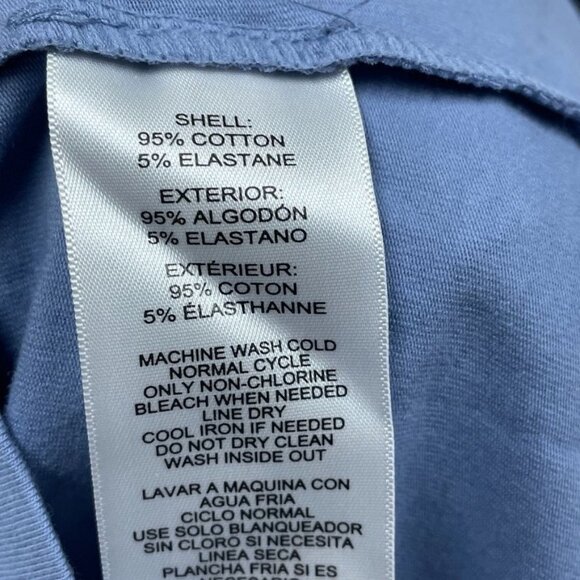 SHELL:
95% COTTON
5% ELASTANE
EXTERIOR:
95% ALGODÓN
5% ELASTANO
EXTÉRIEUR:
95% COTON
5% ÉLASTHANNE
MACHINE WASH COLD
NORMAL CYCLE
ONLY NON-CHLORINE
BLEACH WHEN NEEDED
LINE DRY
COOL IRON IF NEEDED
DO NOT DRY CLEAN
WASH INSIDE OUT
LAVAR A MAQUINA CON
AGUA FRIA
CICLO NORMAL
USE SOLO BLANQUEADOR
SIN CLORO SI NECESITA
LINEA SECA
PLANCHA FRIA SI ES
NECESARIO